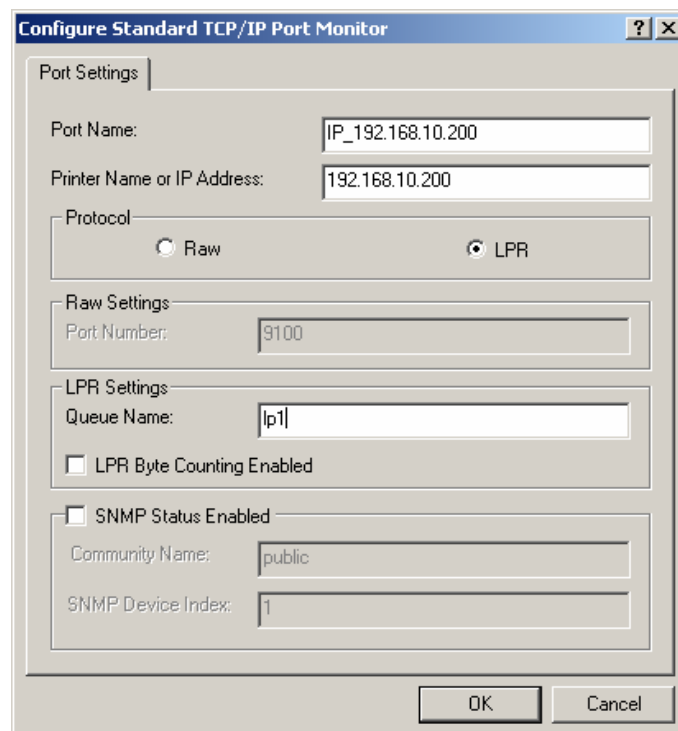 Configure Standard TCP/IP Port Monitor
Port Settings
Port Name: IP_192.168.10.200
Printer Name or IP Address: 192.168.10.200
Protocol
Raw LPR
Raw Settings
Port Number: 9100
LPR Settings
Queue Name: lp1
LPR Byte Counting Enabled
SNMP Status Enabled
Community Name: public
SNMP Device Index: 1
OK Cancel